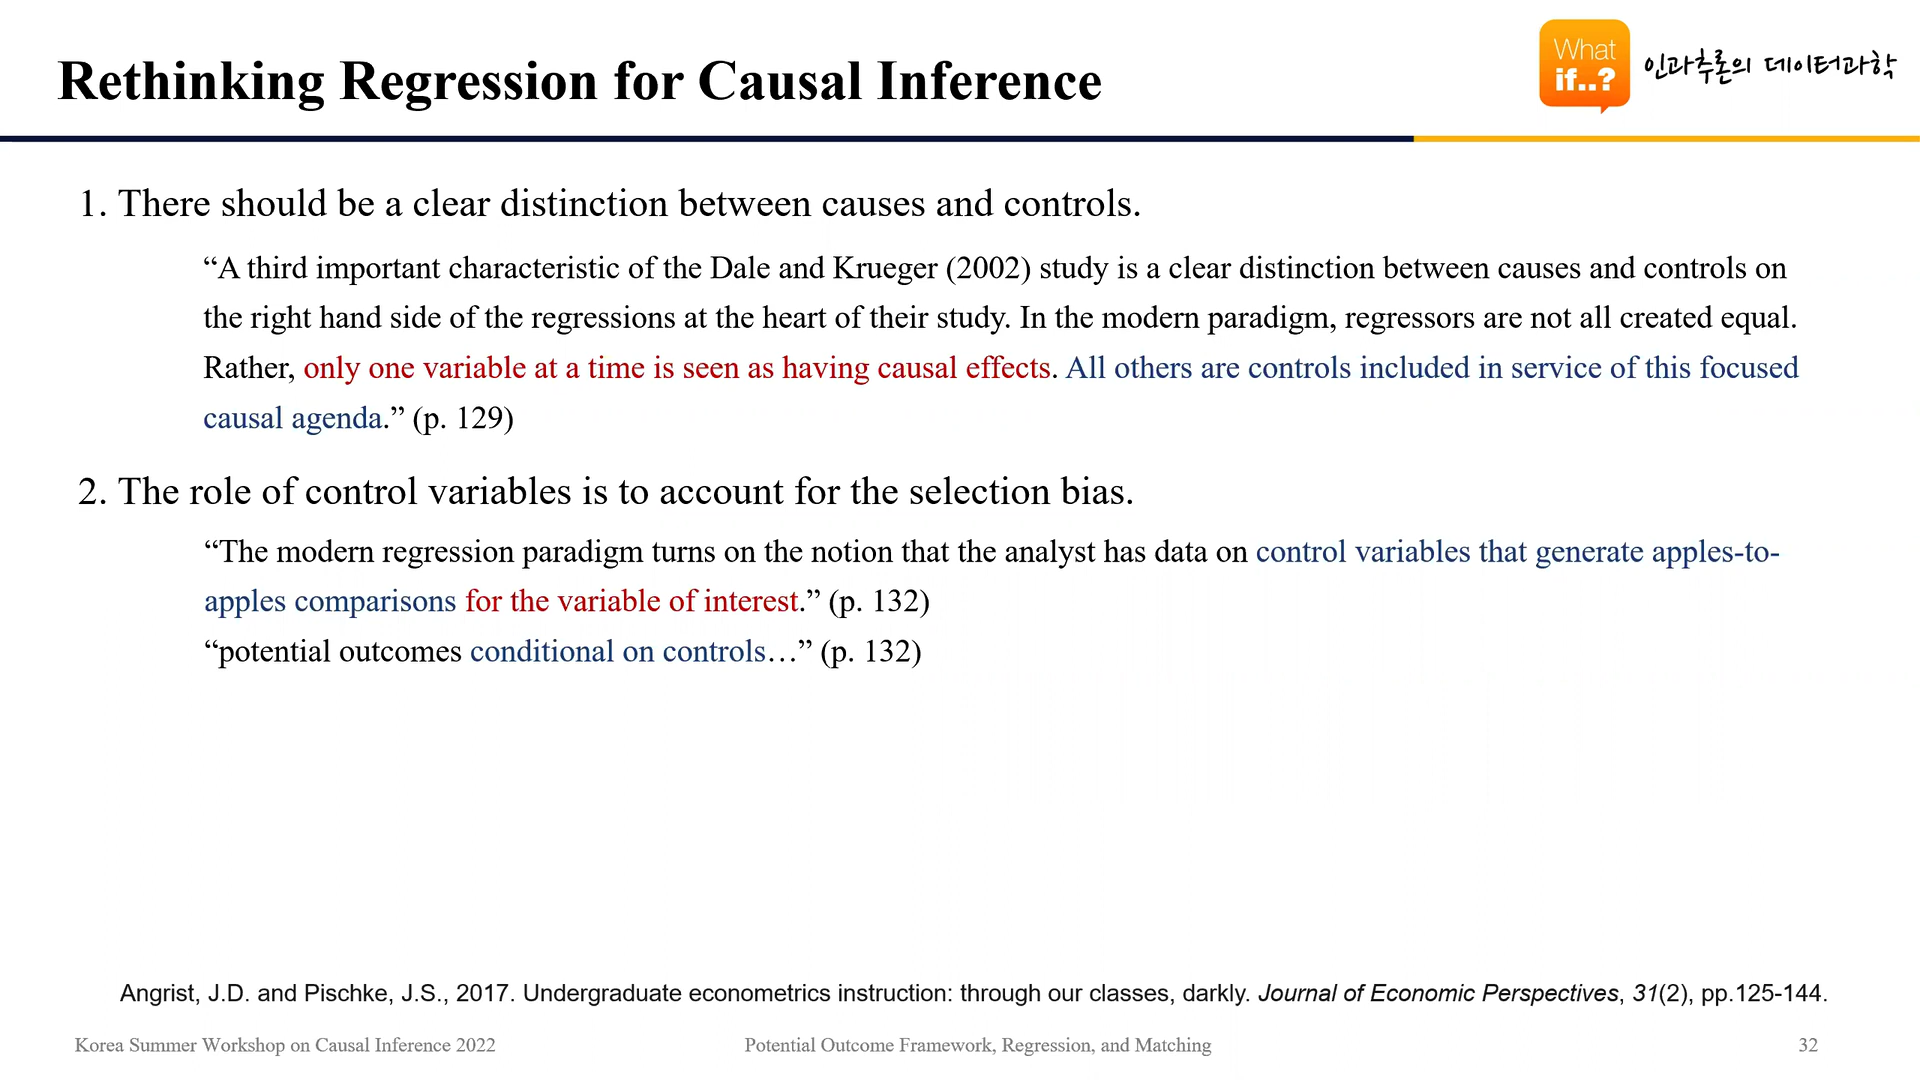 Rethinking Regression for Causal Inference
What
if..?
인과추론의 데이터과학
1. There should be a clear distinction between causes and controls.
“A third important characteristic of the Dale and Krueger (2002) study is a clear distinction between causes and controls on
the right hand side of the regressions at the heart of their study. In the modern paradigm, regressors are not all created equal.
Rather, only one variable at a time is seen as having causal effects. All others are controls included in service of this focused
causal agenda.” (p. 129)
2. The role of control variables is to account for the selection bias.
“The modern regression paradigm turns on the notion that the analyst has data on control variables that generate apples-to-
apples comparisons for the variable of interest.” (p. 132)
“potential outcomes conditional on controls…” (p. 132)
Angrist, J.D. and Pischke, J.S., 2017. Undergraduate econometrics instruction: through our classes, darkly. Journal of Economic Perspectives, 31(2), pp.125-144.
Korea Summer Workshop on Causal Inference 2022
Potential Outcome Framework, Regression, and Matching
32